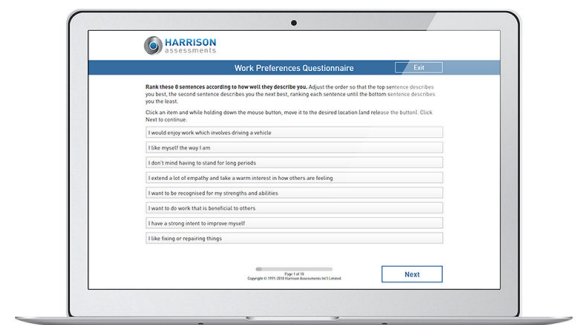 HARRISON
assessments
Work Preferences Questionnaire
Exit
Rank these 8 sentences according to how well they describe you. Adjust the order so that the top sentence describes
you best, the second sentence describes you the next best, ranking each sentence until the bottom sentence describes
you the least.
Click an item and while holding down the mouse button, move it to the desired location (and release the button). Click
Next to continue.
I would enjoy work which involves driving a vehicle
I like myself the way I am
I don't mind having to stand for long periods
I extend a lot of empathy and take a warm interest in how others are feeling
I want to be recognised for my strengths and abilities
I want to do work that is beneficial to others
I have a strong intent to improve myself
I like fixing or repairing things
Page 1 of 18
Copyright © 1991-2018 Harrison Assessments Int'l Limited
Next